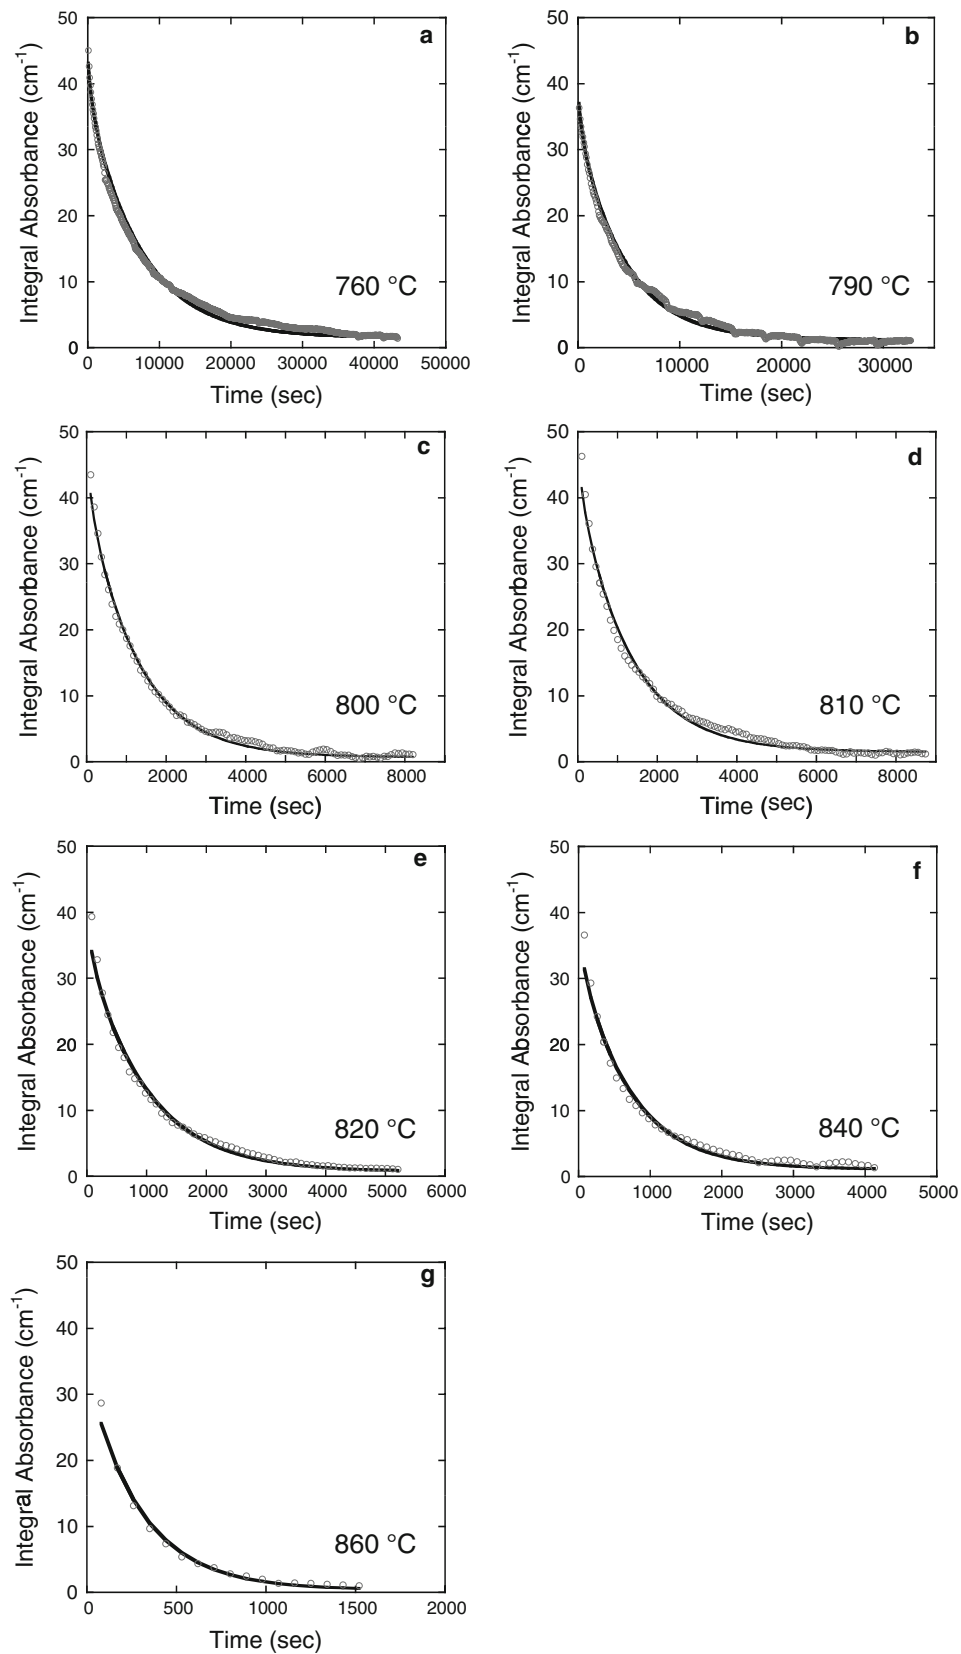 50
40
30
20
10
0
Integral Absorbance (cm-1)
a
760 °C
0 10000 20000 30000 40000 50000
Time (sec)
50
40
30
20
10
0
Integral Absorbance (cm-1)
b
790 °C
0 10000 20000 30000
Time (sec)
50
40
30
20
10
0
Integral Absorbance (cm-1)
c
800 °C
0 2000 4000 6000 8000
Time (sec)
50
40
30
20
10
0
Integral Absorbance (cm-1)
d
810 °C
0 2000 4000 6000 8000
Time (sec)
50
40
30
20
10
0
Integral Absorbance (cm-1)
e
820 °C
0 1000 2000 3000 4000 5000 6000
Time (sec)
50
40
30
20
10
0
Integral Absorbance (cm-1)
f
840 °C
0 1000 2000 3000 4000 5000
Time (sec)
50
40
30
20
10
0
Integral Absorbance (cm-1)
g
860 °C
0 500 1000 1500 2000
Time (sec)